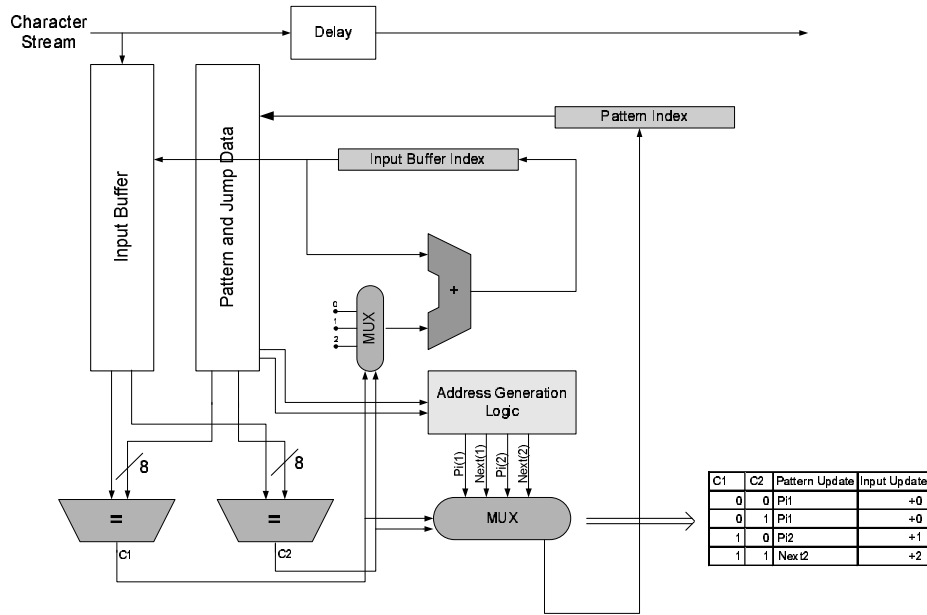 Character
Stream
Delay
Pattern Index
Input Buffer Index
Input Buffer
Pattern and Jump Data
+
0
1
2
MUX
Address Generation
Logic
Pi(1)
Next(1)
Pi(2)
Next(2)
8
8
=
=
MUX
C1
C2
C1 C2 Pattern Update Input Update
0 0 Pi1 +0
0 1 Pi1 +0
1 0 Pi2 +1
1 1 Next2 +2